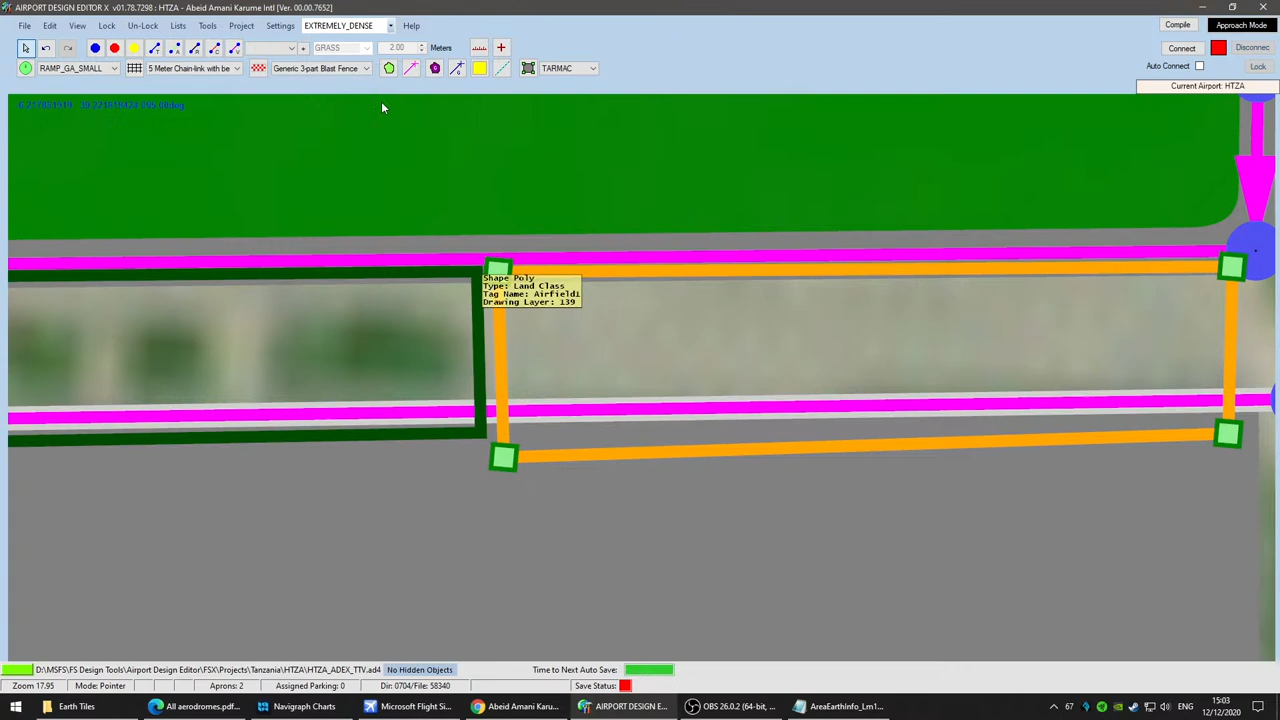 AIRPORT DESIGN EDITOR X v01.78.7298 : HTZA - Abeid Amani Karume Intl [Ver. 00.00.7652]
File Edit View Lock Un-Lock Lists Tools Project Settings EXTREMELY_DENSE Help Compile Approach Mode
GRASS 2.00 Meters Connect Disconnec
RAMP_GA_SMALL 5 Meter Chain-link with be Generic 3-part Blast Fence TARMAC Auto Connect Lock
Current Airport: HTZA
Shape Poly
Type: Land Class
Tag Name: Airfield1
Drawing Layer: 139
D:\MSFS\FS Design Tools\Airport Design Editor\FSX\Projects\Tanzania\HTZA\HTZA_ADEX_TTV.ad4 No Hidden Objects Time to Next Auto Save:
Zoom 17.95 Mode: Pointer Aprons: 2 Assigned Parking: 0 Dir: 0704/File: 58340 Save Status:
Earth Tiles All aerodromes.pdf... Navigraph Charts Microsoft Flight Si... Abeid Amani Karu... AIRPORT DESIGN E... OBS 26.0.2 (64-bit, ... AreaEarthInfo_Lm1... 67 ENG 15:03
12/12/2020